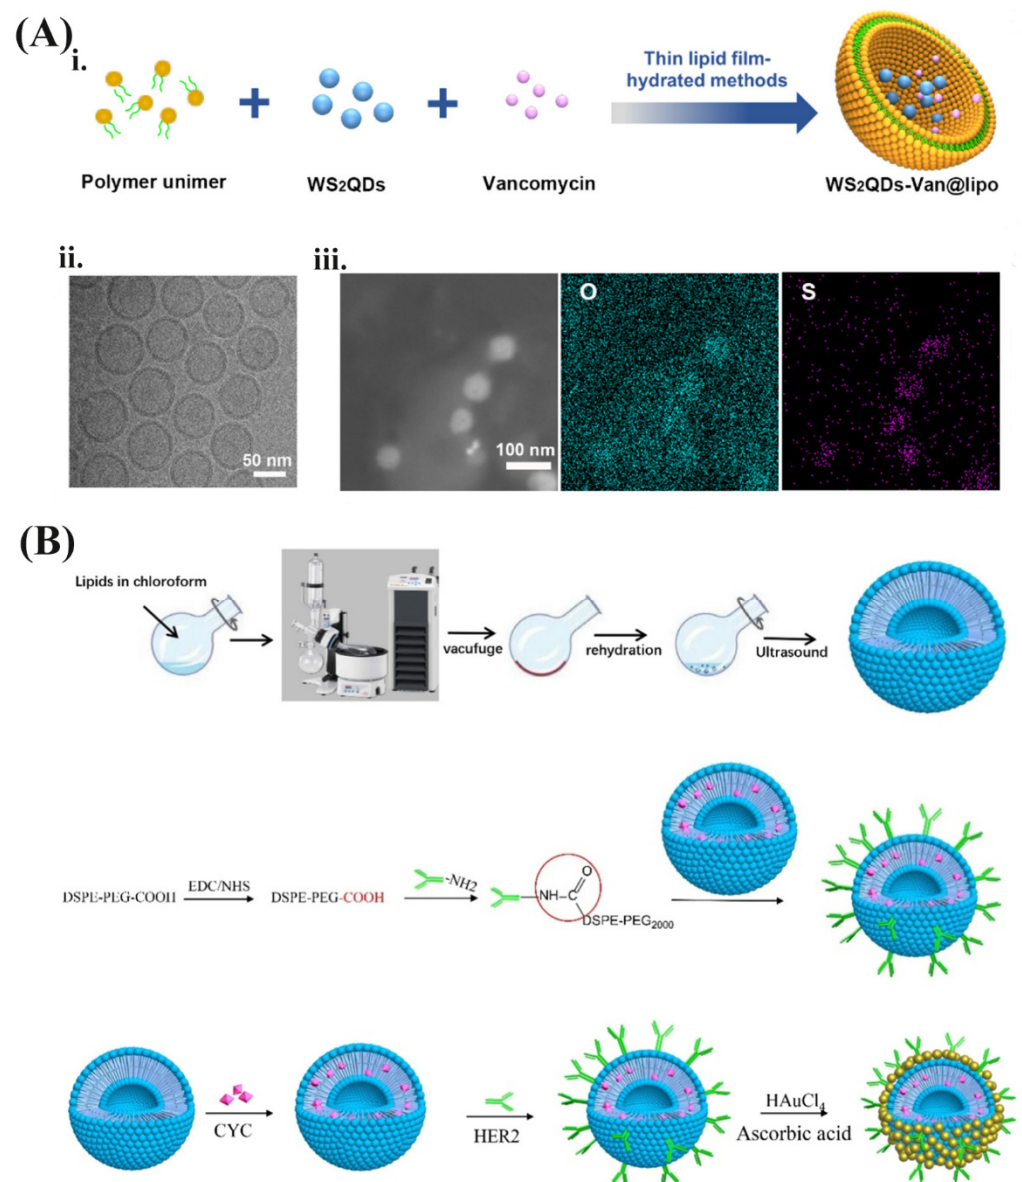 (A)
i.
Thin lipid film-
hydrated methods
Polymer unimer
WS₂QDs
Vancomycin
WS₂QDs-Van@lipo
ii.
iii.
O
S
50 nm
100 nm
(B)
Lipids in chloroform
vacufuge
rehydration
Ultrasound
DSPE-PEG-COOH
EDC/NHS
DSPE-PEG-COOH
-NH2
NH
C
O
DSPE-PEG₂₀₀₀
CYC
HER2
HAuCl₄
Ascorbic acid